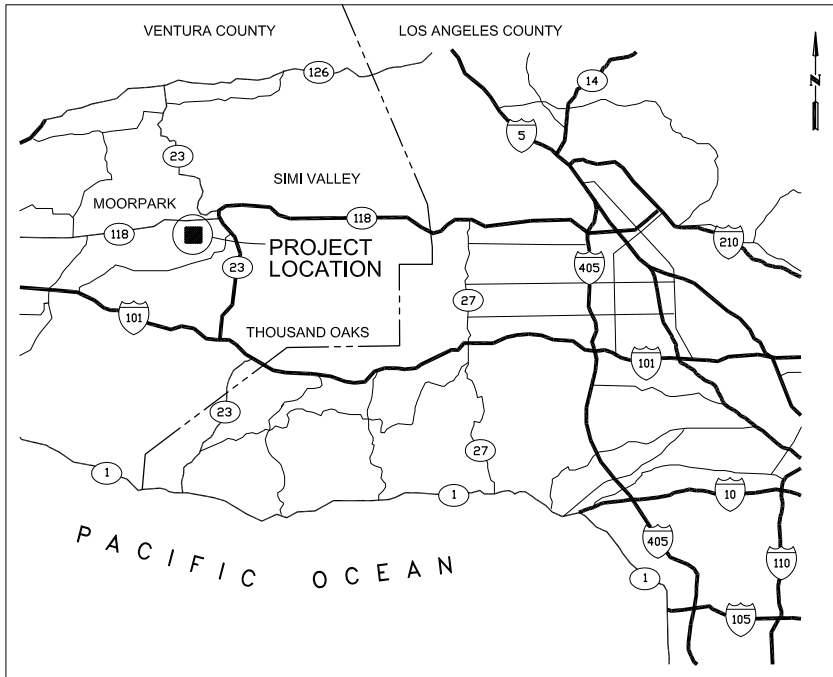 VENTURA COUNTY
LOS ANGELES COUNTY
126
14
N
5
23
SIMI VALLEY
MOORPARK
118
118
PROJECT
LOCATION
210
23
405
27
101
THOUSAND OAKS
101
23
27
1
1
10
PACIFIC OCEAN
405
110
1
105